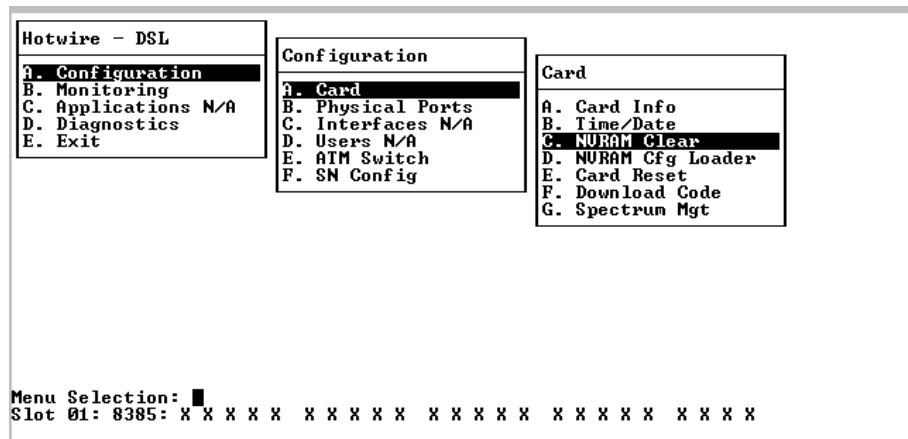 Hotwire - DSL
A. Configuration
B. Monitoring
C. Applications N/A
D. Diagnostics
E. Exit
Configuration
A. Card
B. Physical Ports
C. Interfaces N/A
D. Users N/A
E. ATM Switch
F. SN Config
Card
A. Card Info
B. Time/Date
C. NVRAM Clear
D. NVRAM Cfg Loader
E. Card Reset
F. Download Code
G. Spectrum Mgt
Menu Selection:
Slot 01: 8385: X X X X X  X X X X X  X X X X X  X X X X X  X X X X